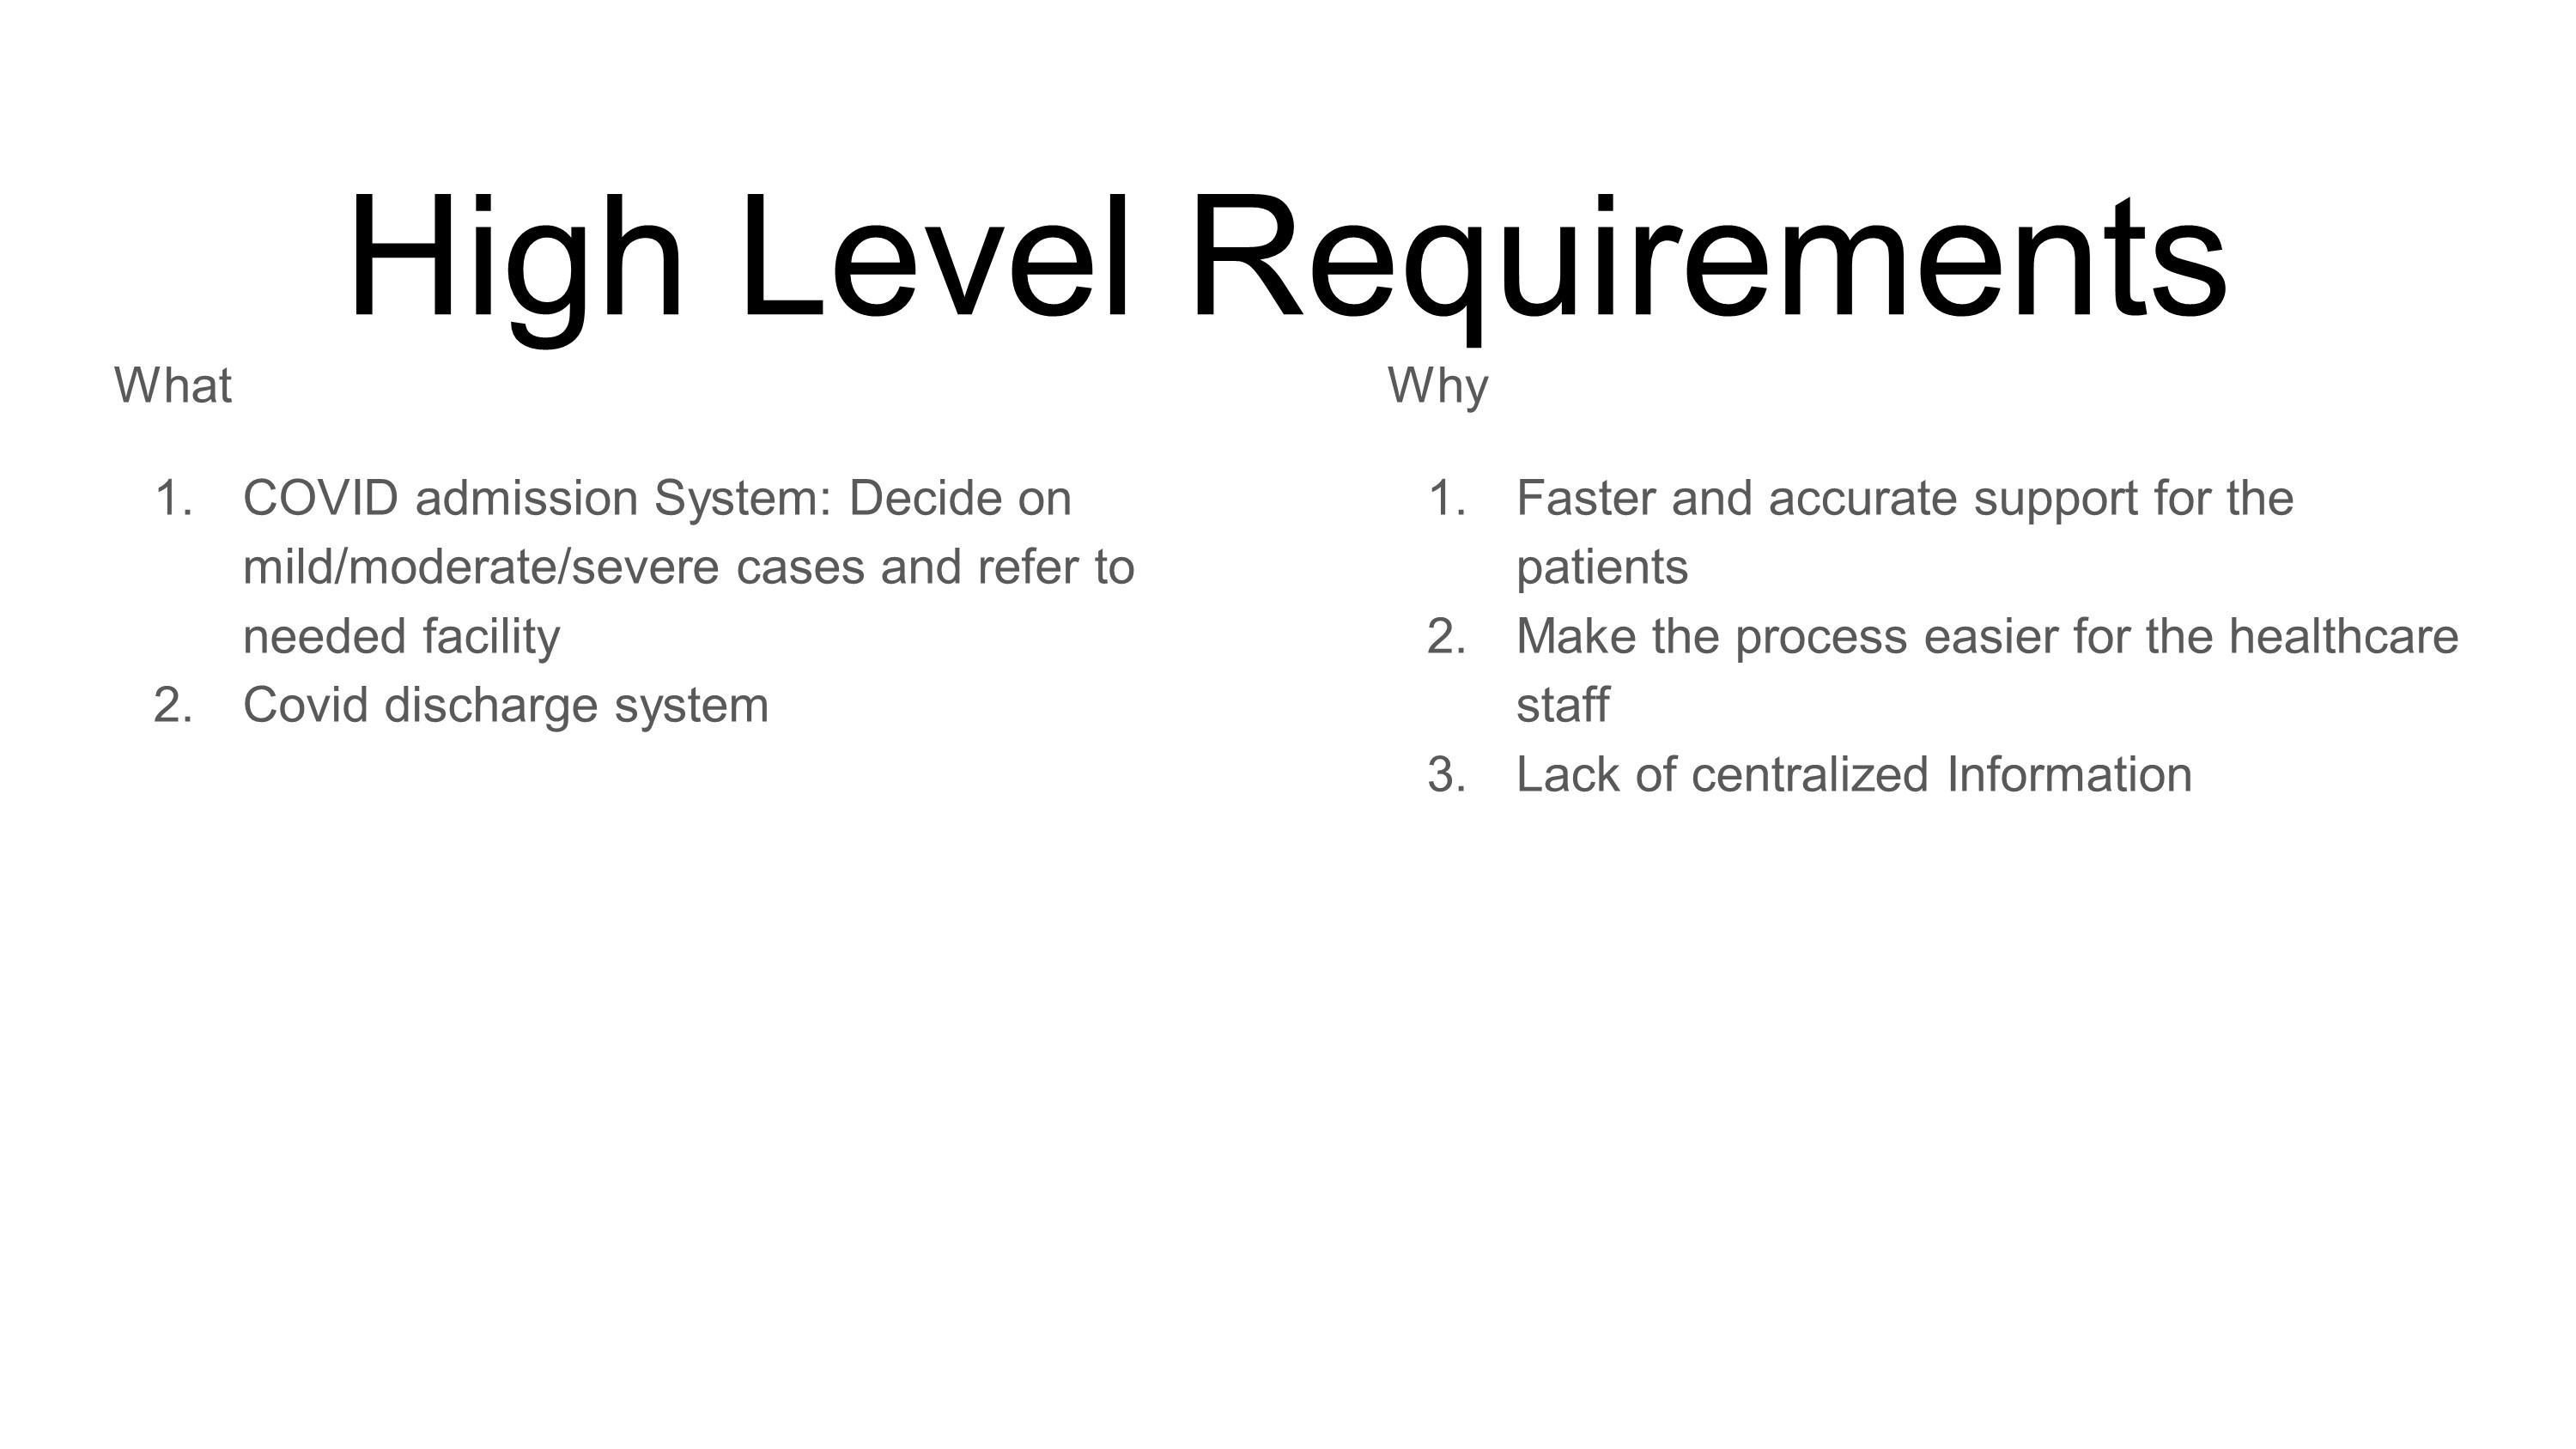 High Level Requirements
What
1. COVID admission System: Decide on
mild/moderate/severe cases and refer to
needed facility
2. Covid discharge system
Why
1. Faster and accurate support for the
patients
2. Make the process easier for the healthcare
staff
3. Lack of centralized Information